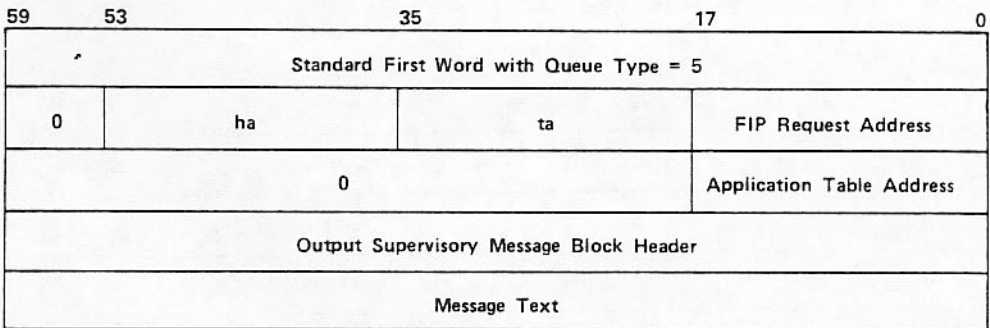 59 53 35 17 0
Standard First Word with Queue Type = 5
0 ha ta FIP Request Address
0 Application Table Address
Output Supervisory Message Block Header
Message Text